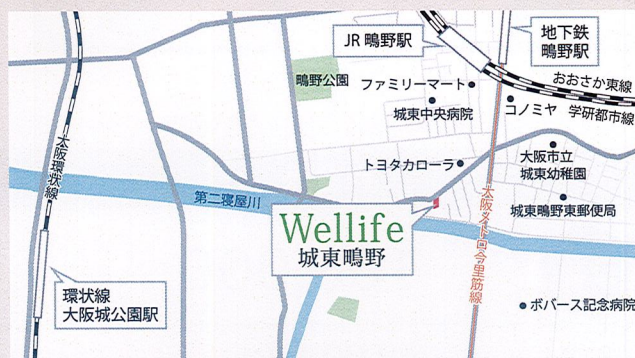 JR 鴫野駅
地下鉄
鴫野駅
鴫野公園
ファミリーマート
城東中央病院
おおさか東線
コノミヤ
学研都市線
大阪環状線
トヨタカローラ
大阪市立
城東幼稚園
城東鴫野東郵便局
第二寝屋川
Wellife
城東鴫野
大阪メトロ今里筋線
環状線
大阪城公園駅
ボバース記念病院